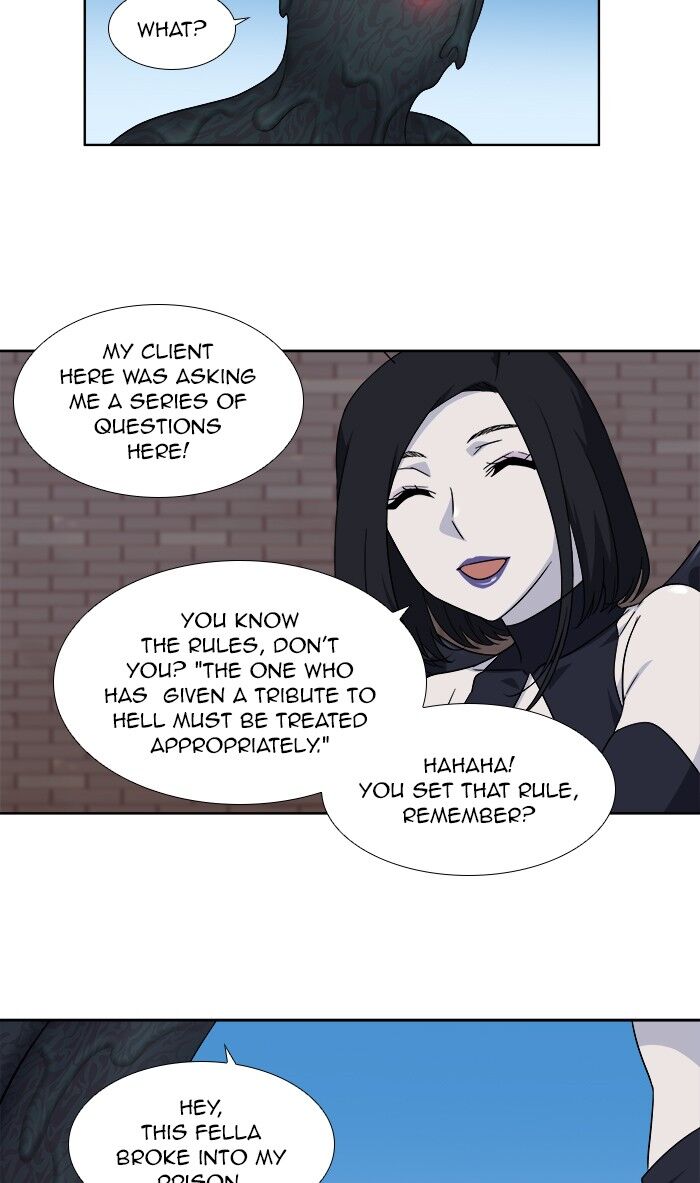 WHAT?
MY CLIENT
HERE WAS ASKING
ME A SERIES OF
QUESTIONS
HERE!
YOU KNOW
THE RULES, DON'T
YOU? "THE ONE WHO
HAS GIVEN A TRIBUTE TO
HELL MUST BE TREATED
APPROPRIATELY."
HAHAHA!
YOU SET THAT RULE,
REMEMBER?
HEY,
THIS FELLA
BROKE INTO MY
PRISON